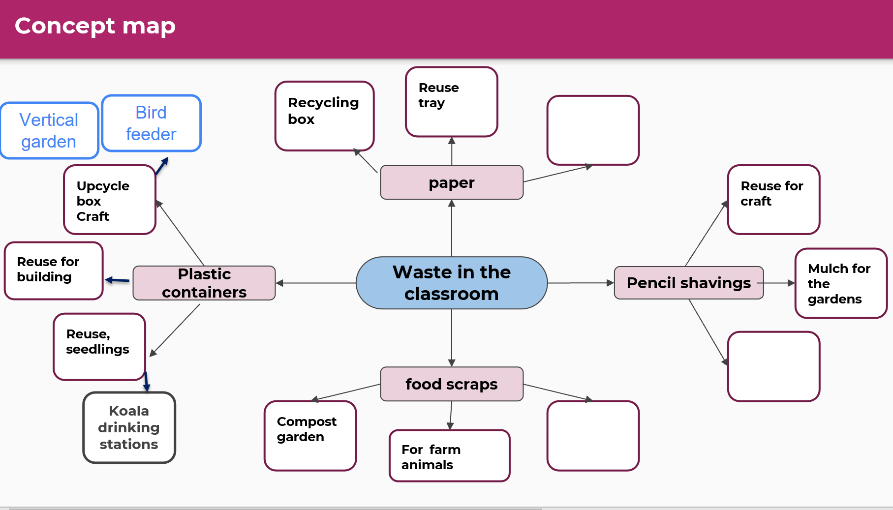 Concept map
Vertical
garden
Bird
feeder
Recycling
box
Reuse
tray
paper
Upcycle
box
Craft
Reuse for
craft
Reuse for
building
Plastic
containers
Waste in the
classroom
Pencil shavings
Mulch for
the
gardens
Reuse,
seedlings
Koala
drinking
stations
food scraps
Compost
garden
For farm
animals